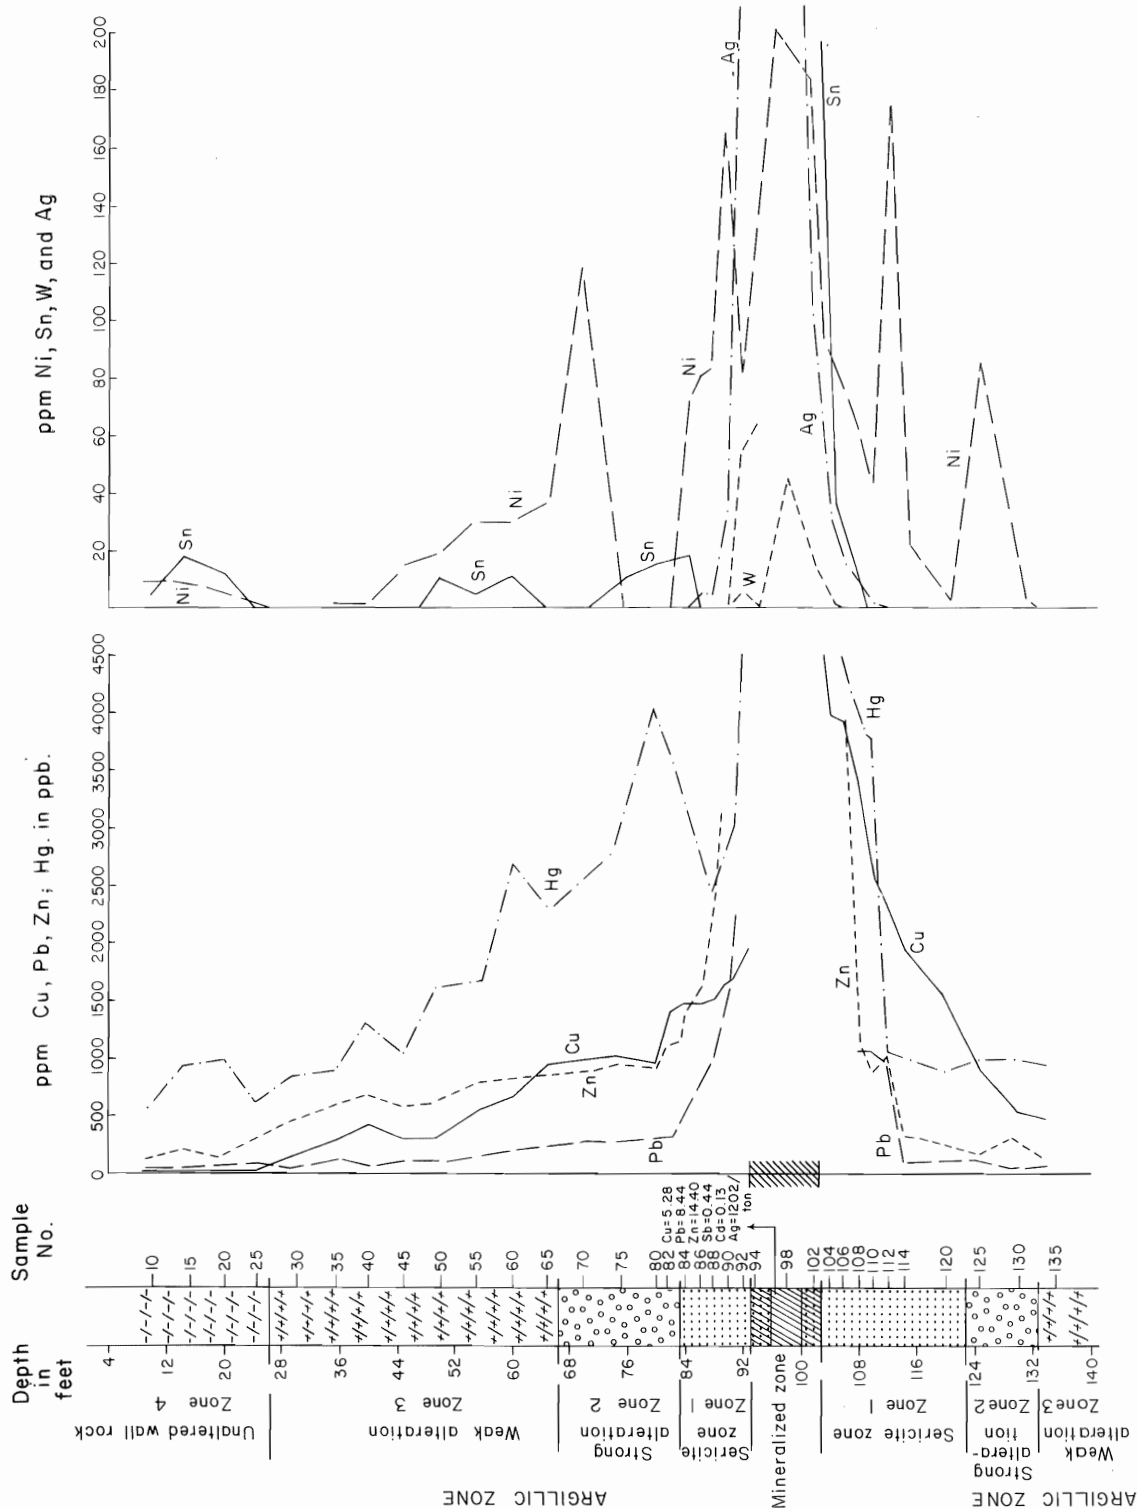 ppm Ni, Sn, W, and Ag
200
180
160
140
120
100
80
60
40
20
Sn
Ni
Sn
Ni
Sn
Ni
Ag
W
Ag
Sn
Ni
ppm Cu, Pb, Zn; Hg. in ppb.
4500
4000
3500
3000
2500
2000
1500
1000
500
0
Hg
Cu
Zn
Pb
Hg
Cu
Zn
Pb
Sample No.
10
15
20
25
30
35
40
45
50
55
60
65
70
75
80
82
84
86
88
90
92
94
98
102
104
106
108
110
112
114
120
125
130
135
Cu=5.28
Pb=8.44
Zn=14.40
Sb=0.44
Cd=0.13
Ag=12.02/
ton
Depth
in
feet
4
12
20
28
36
44
52
60
68
76
84
92
100
108
116
124
132
140
Zone 4
Unaltered wall rock
Zone 3
Weak alteration
Zone 2
Strong
alteration
Zone 1
Sericite
zone
Mineralized zone
Zone 1
Sericite zone
Zone 2
Strong
altera-
tion
Zone 3
Weak
alteration
ARGILLIC ZONE
ARGILLIC ZONE